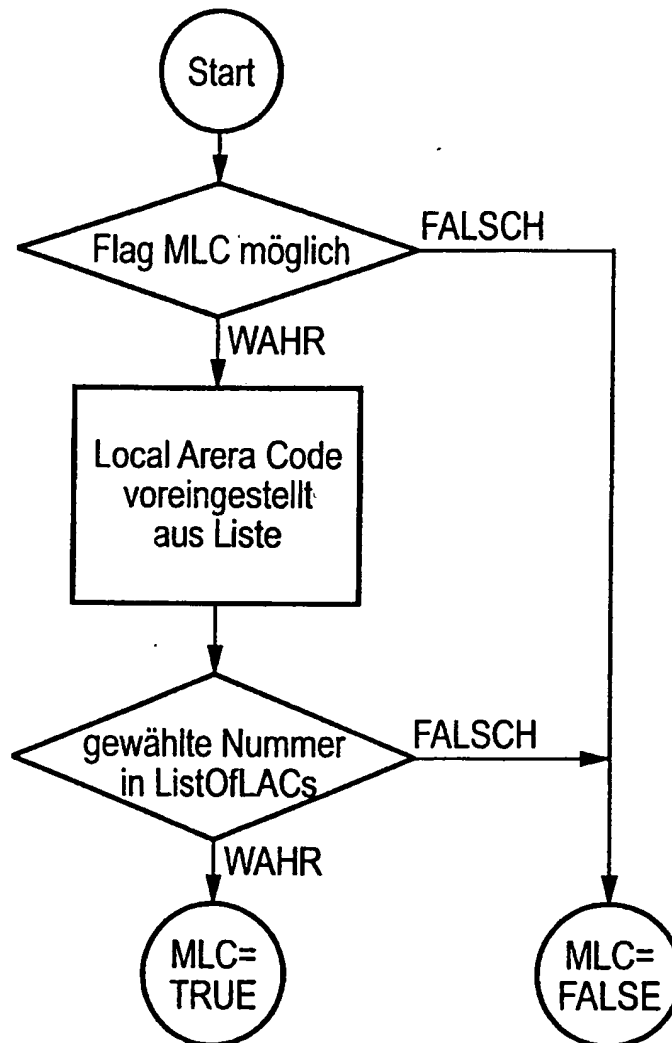 Start
Flag MLC möglich
FALSCH
WAHR
Local Arera Code
voreingestellt
aus Liste
gewählte Nummer
in ListOfLACs
FALSCH
WAHR
MLC=
TRUE
MLC=
FALSE